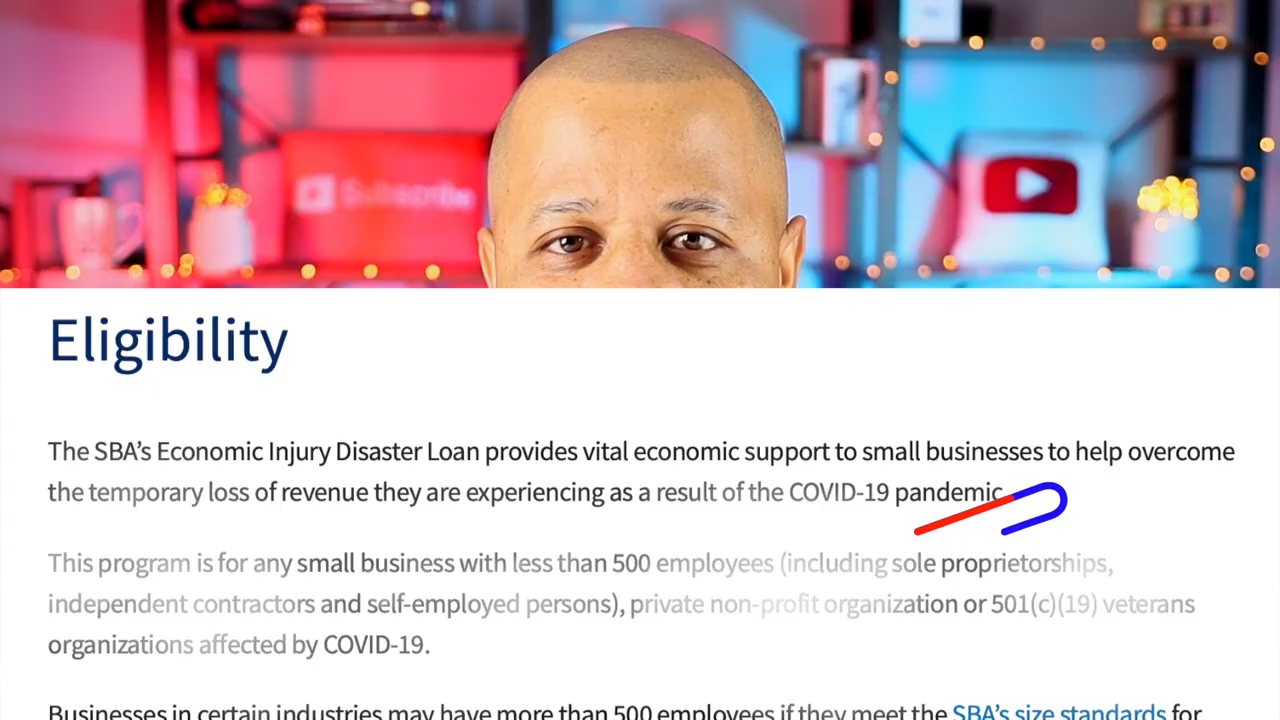 Subscribe
Eligibility
The SBA’s Economic Injury Disaster Loan provides vital economic support to small businesses to help overcome
the temporary loss of revenue they are experiencing as a result of the COVID-19 pandemic.
This program is for any small business with less than 500 employees (including sole proprietorships,
independent contractors and self-employed persons), private non-profit organization or 501(c)(19) veterans
organizations affected by COVID-19.
Businesses in certain industries may have more than 500 employees if they meet the SBA’s size standards for